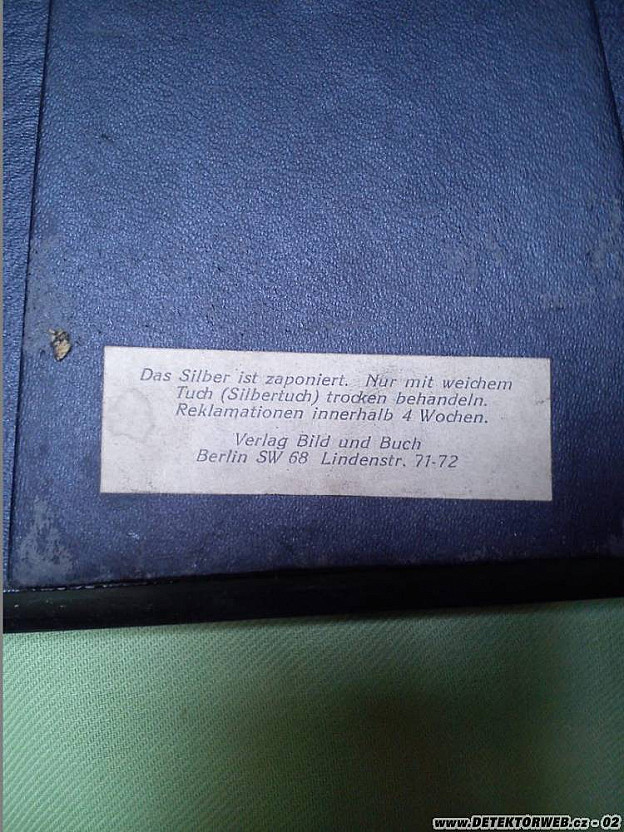 Das Silber ist zaponiert. Nur mit weichem
Tuch (Silbertuch) trocken behandeln.
Reklamationen innerhalb 4 Wochen.
Verlag Bild und Buch
Berlin SW 68 Lindenstr. 71-72
www.DETEKTORWEB.cz - 02